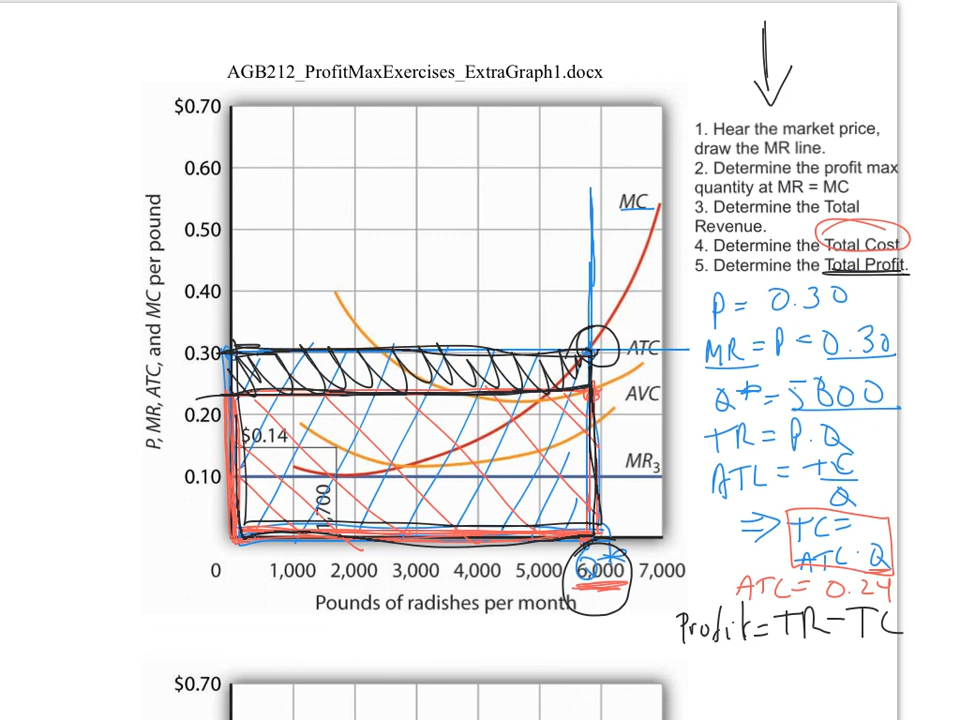 AGB212_ProfitMaxExercises_ExtraGraph1.docx
$0.70
0.60
0.50
0.40
0.30
0.20
0.10
0
1,000
2,000
3,000
4,000
5,000
6,000
7,000
P, MR, ATC, and MC per pound
Pounds of radishes per month
MC
ATC
AVC
MR3
$0.14
1,700
Q*
1. Hear the market price,
draw the MR line.
2. Determine the profit max
quantity at MR = MC
3. Determine the Total
Revenue.
4. Determine the Total Cost
5. Determine the Total Profit.
P = 0.30
MR = P = 0.30
Q* = 5800
TR = P · Q
ATC = TC
Q
⇒ TC =
ATC · Q
ATC = 0.24
Profit = TR - TC
$0.70